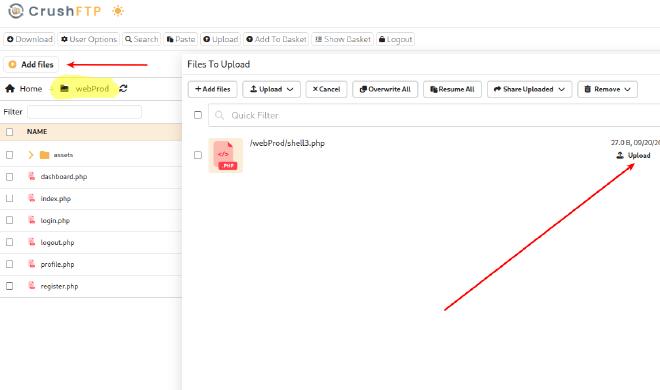 CrushFTP
Download User Options Search Paste Upload Add To Basket Show Basket Logout
Add files
Home webProd
Filter
NAME
assets
dashboard.php
index.php
login.php
logout.php
profile.php
register.php
Files To Upload
Add files Upload Cancel Overwrite All Resume All Share Uploaded Remove
Quick Filter
/webProd/shell3.php
27.0 B, 09/20/20
Upload
</> .PHP